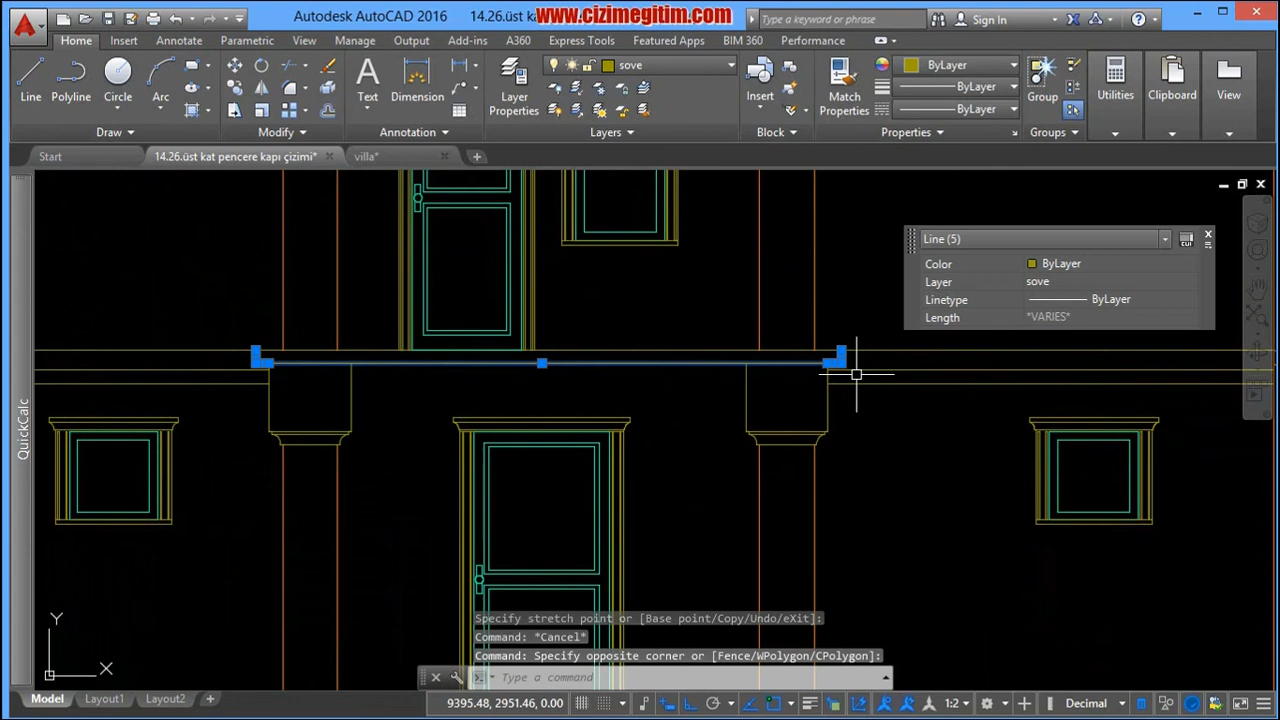 Autodesk AutoCAD 2016 14.26.üst ka www.cizimegitim.com Type a keyword or phrase Sign In
Home Insert Annotate Parametric View Manage Output Add-ins A360 Express Tools Featured Apps BIM 360 Performance
sove ByLayer
ByLayer
ByLayer
Line Polyline Circle Arc Text Dimension Layer Properties Insert Match Properties Group Utilities Clipboard View
Draw Modify Annotation Layers Block Properties Groups
Start 14.26.üst kat pencere kapı çizimi* villa*
Line (5)
Color ByLayer
Layer sove
Linetype ByLayer
Length *VARIES*
QuickCalc
Specify stretch point or [Base point/Copy/Undo/eXit]:
Command: *Cancel*
Command: Specify opposite corner or [Fence/WPolygon/CPolygon]:
Type a command
Y
X
Model Layout1 Layout2 9395.48, 2951.46, 0.00 1:2 Decimal